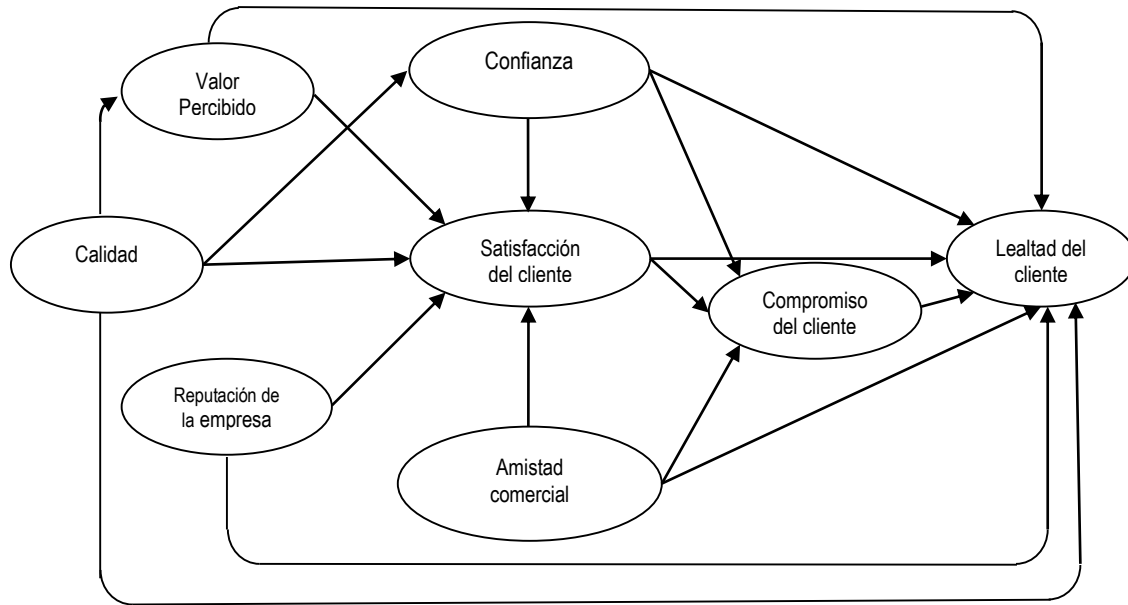 Valor
Percibido
Confianza
Calidad
Satisfacción
del cliente
Lealtad del
cliente
Compromiso
del cliente
Reputación de
la empresa
Amistad
comercial